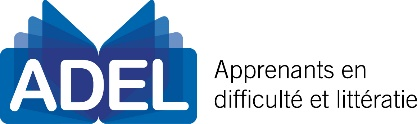 ADEL
Apprenants en
difficulté et littératie